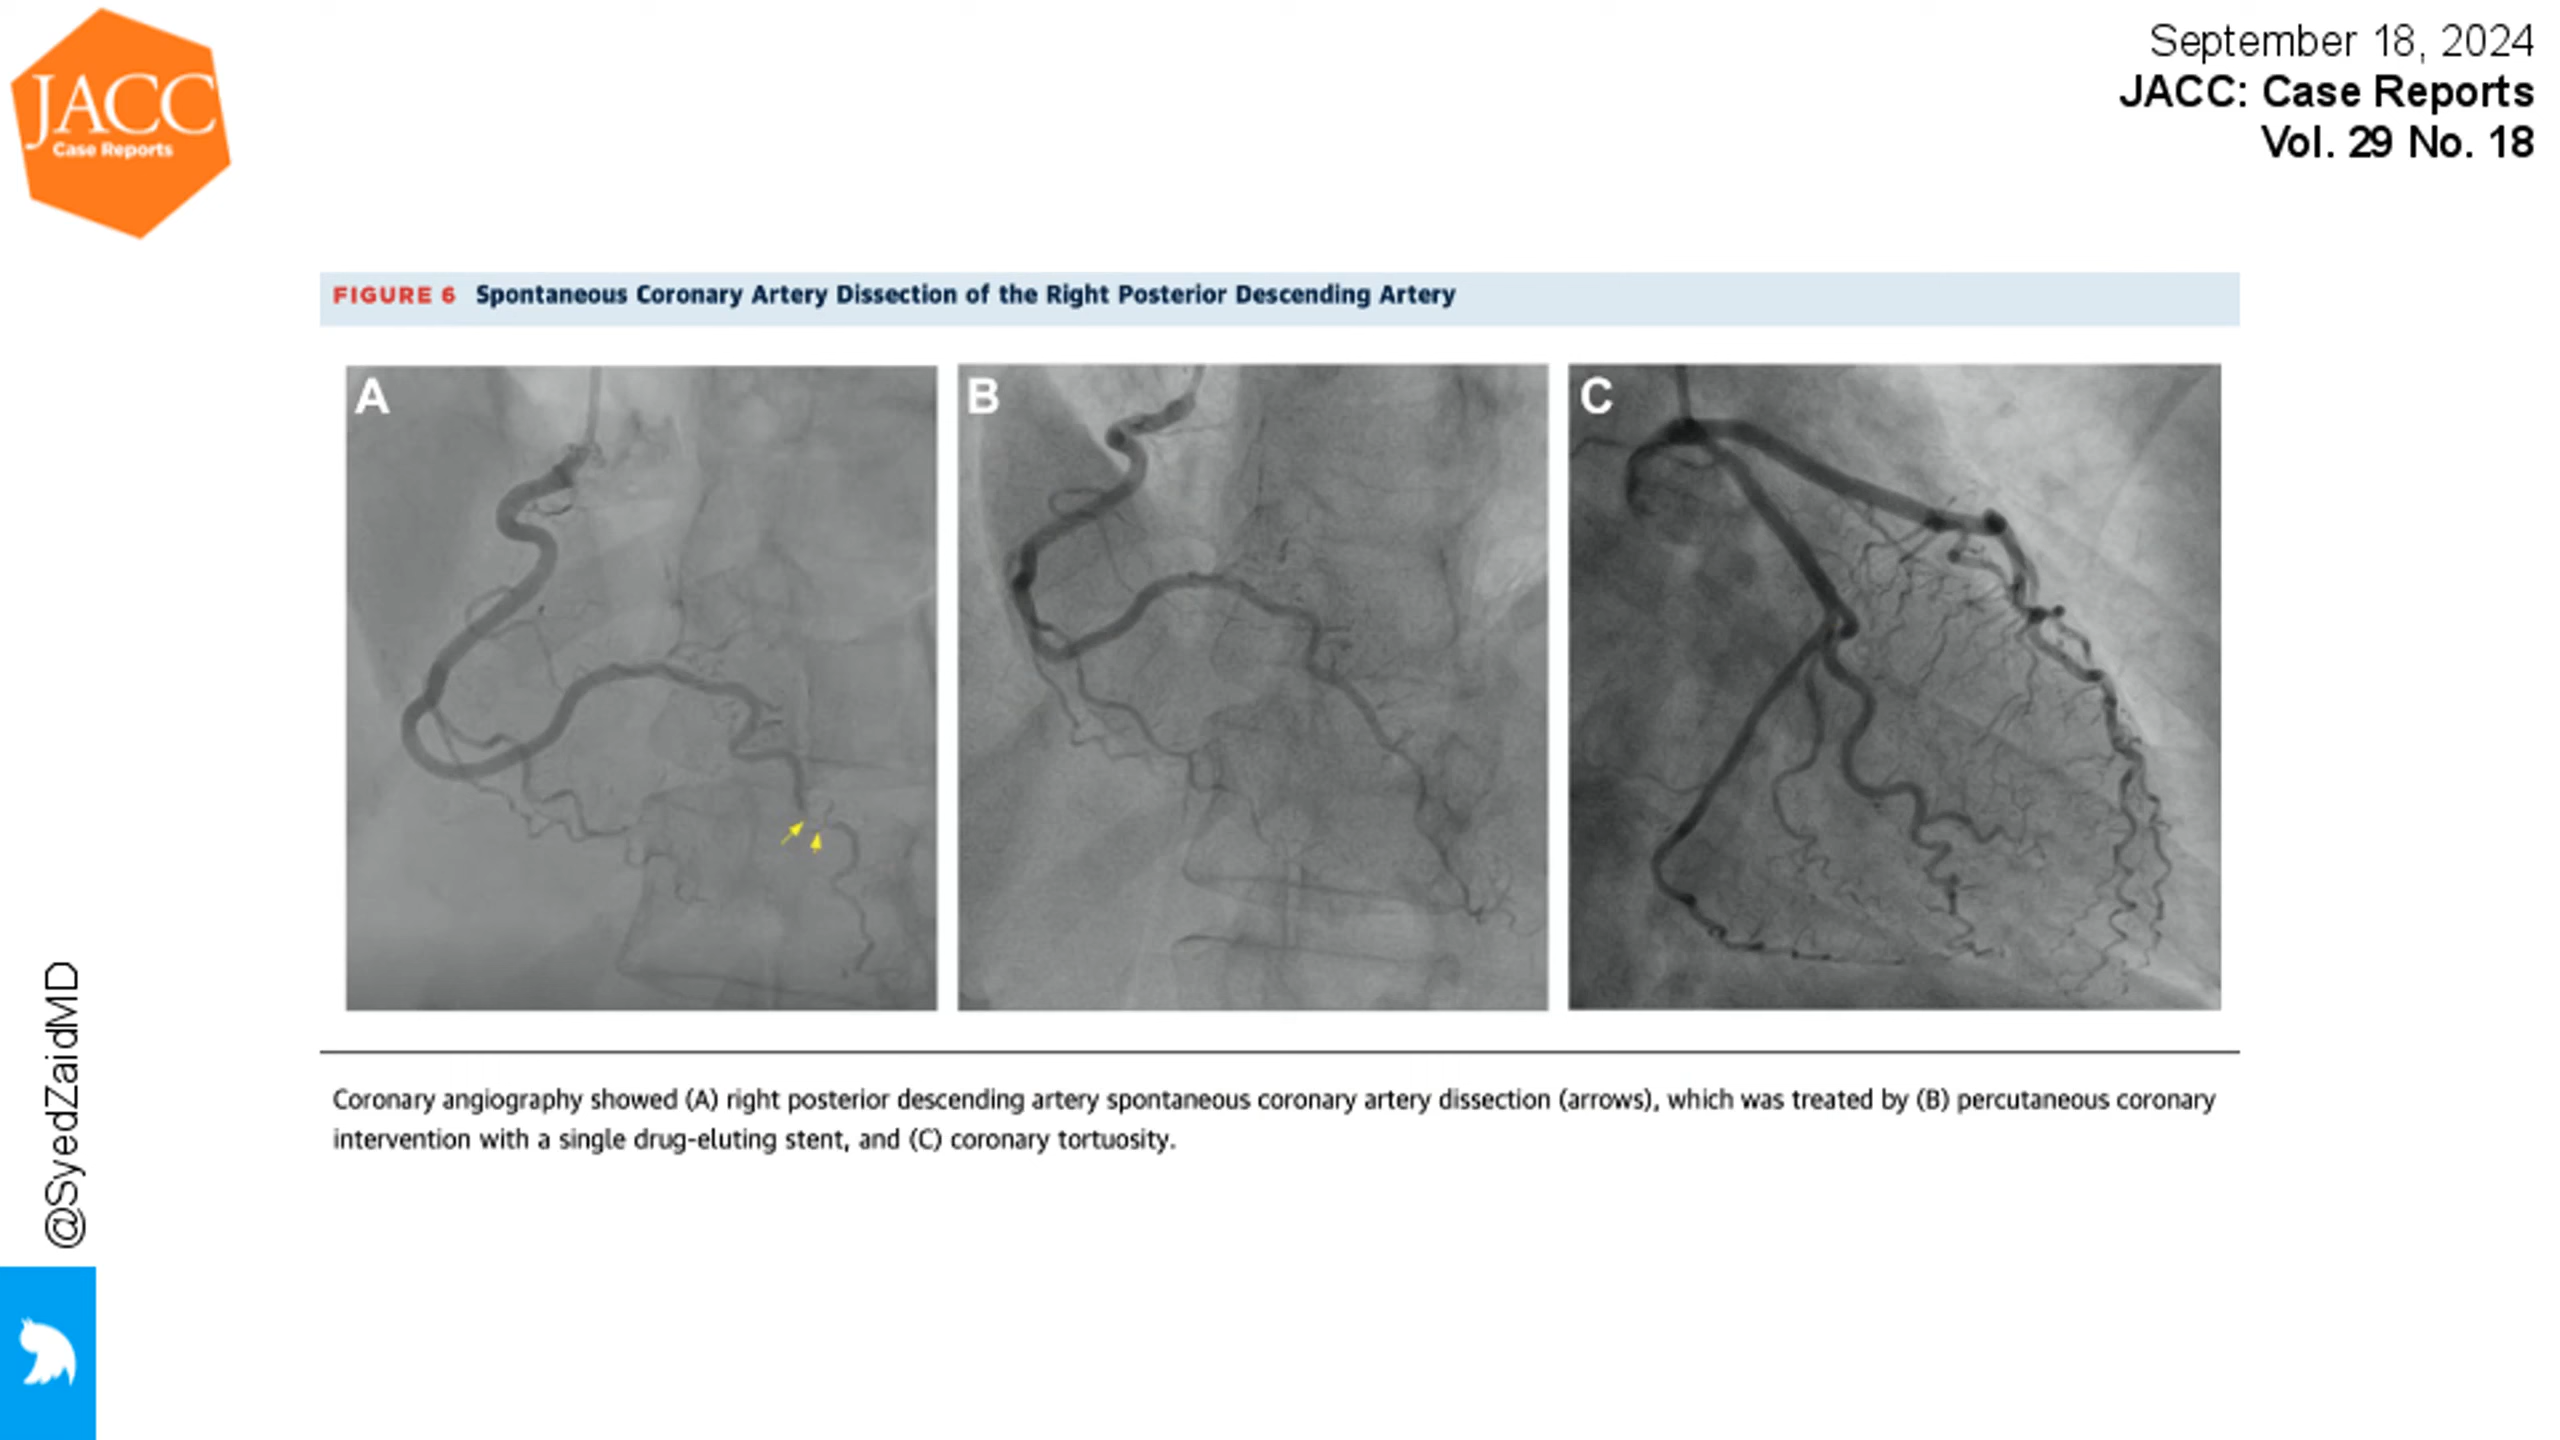 JACC
Case Reports
September 18, 2024
JACC: Case Reports
Vol. 29 No. 18
FIGURE 6 Spontaneous Coronary Artery Dissection of the Right Posterior Descending Artery
A
B
C
Coronary angiography showed (A) right posterior descending artery spontaneous coronary artery dissection (arrows), which was treated by (B) percutaneous coronary
intervention with a single drug-eluting stent, and (C) coronary tortuosity.
@SyedZaidMD